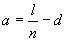 a = l/n − d